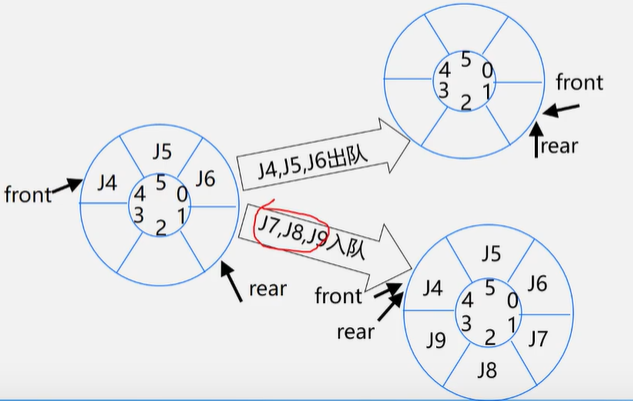 4 5 0
3 2 1
front
rear
J4,J5,J6出队
J5
J4
J6
4 5 0
3 2 1
front
rear
J7,J8,J9入队
front
rear
J5
J4
J6
4 5 0
3 2 1
J9
J7
J8